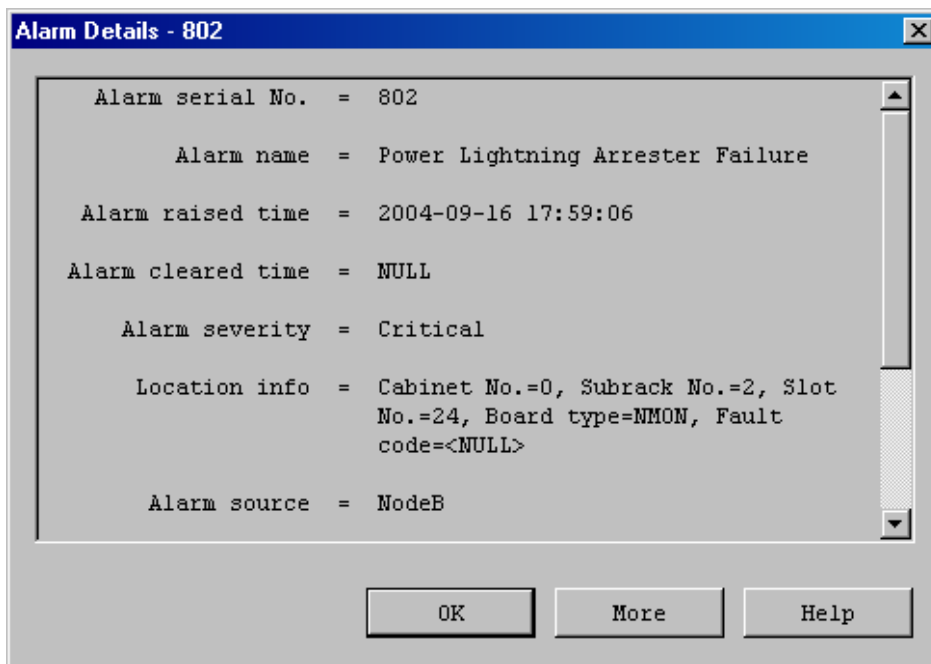 Alarm Details - 802
Alarm serial No. = 802
Alarm name = Power Lightning Arrester Failure
Alarm raised time = 2004-09-16 17:59:06
Alarm cleared time = NULL
Alarm severity = Critical
Location info = Cabinet No.=0, Subrack No.=2, Slot
No.=24, Board type=NMON, Fault
code=<NULL>
Alarm source = NodeB
OK More Help